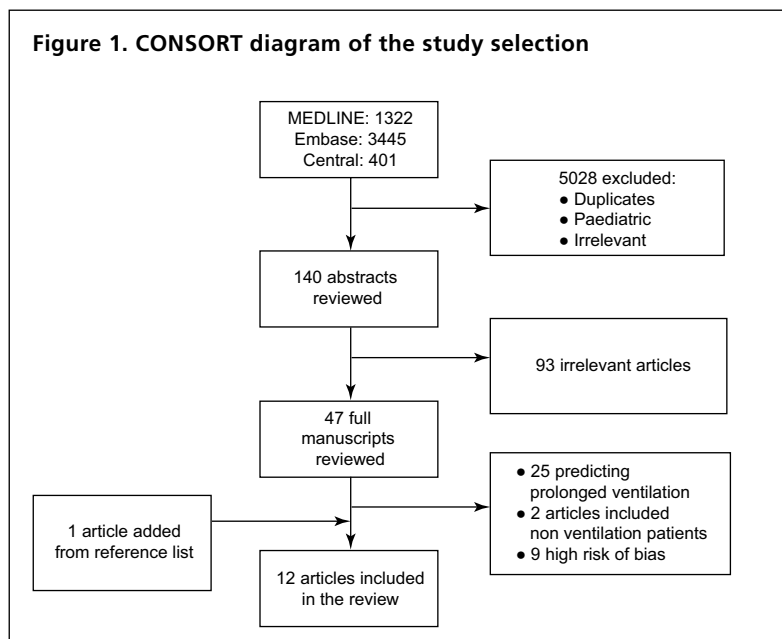 Figure 1. CONSORT diagram of the study selection
MEDLINE: 1322
Embase: 3445
Central: 401
5028 excluded:
● Duplicates
● Paediatric
● Irrelevant
140 abstracts
reviewed
93 irrelevant articles
47 full
manuscripts
reviewed
● 25 predicting
prolonged ventilation
● 2 articles included
non ventilation patients
● 9 high risk of bias
1 article added
from reference list
12 articles included
in the review